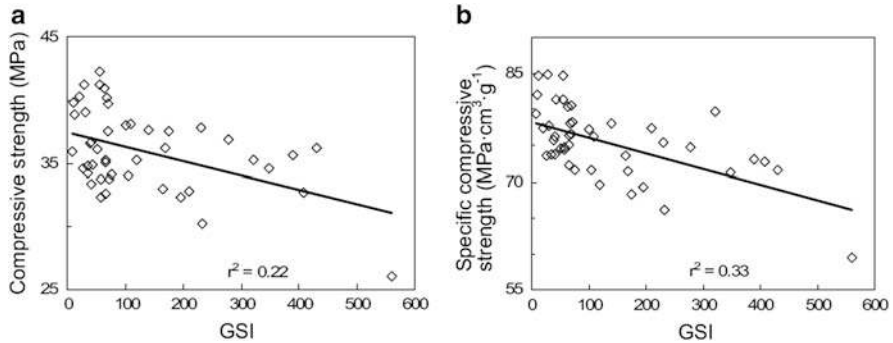 a
Compressive strength (MPa)
45
35
25
0 100 200 300 400 500 600
r² = 0.22
GSI
b
Specific compressive
strength (MPa·cm³·g⁻¹)
85
70
55
0 100 200 300 400 500 600
r² = 0.33
GSI